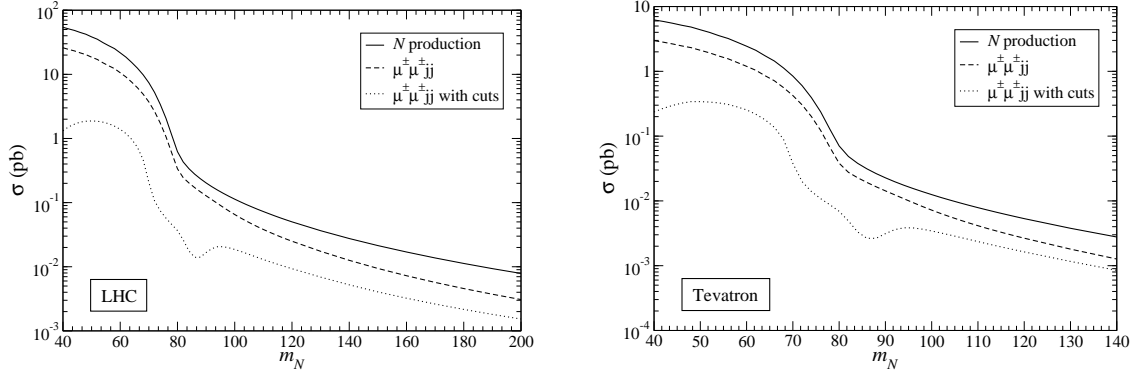 10²
10
1
10⁻¹
10⁻²
10⁻³
σ (pb)
40 60 80 100 120 140 160 180 200
m_N
N production
μ±μ±jj
μ±μ±jj with cuts
LHC
10
1
10⁻¹
10⁻²
10⁻³
10⁻⁴
σ (pb)
40 50 60 70 80 90 100 110 120 130 140
m_N
N production
μ±μ±jj
μ±μ±jj with cuts
Tevatron